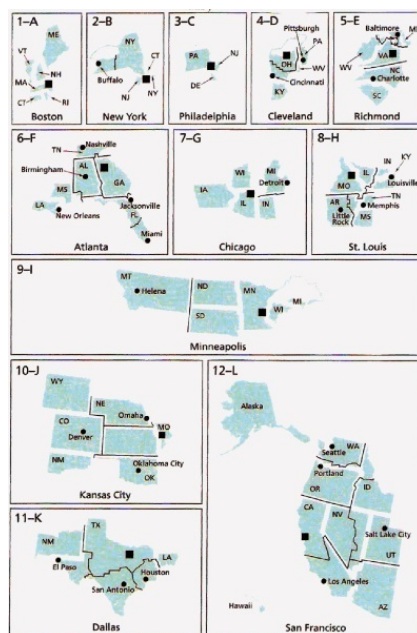 1–A
ME
VT
NH
MA
CT
RI
Boston
2–B
NY
CT
Buffalo
NJ
NY
New York
3–C
PA
NJ
DE
Philadelphia
4–D
Pittsburgh
PA
OH
WV
Cincinnati
KY
Cleveland
5–E
Baltimore
MD
WV
VA
NC
Charlotte
SC
Richmond
6–F
Nashville
TN
AL
Birmingham
GA
MS
LA
New Orleans
Jacksonville
FL
Miami
Atlanta
7–G
WI
MI
Detroit
IA
IL
IN
Chicago
8–H
KY
IL
IN
MO
Louisville
TN
AR
Memphis
Little
Rock
MS
St. Louis
9–I
MT
ND
MN
Helena
MI
WI
SD
Minneapolis
10–J
WY
NE
Omaha
CO
MO
Denver
Oklahoma City
NM
OK
Kansas City
11–K
TX
NM
LA
El Paso
Houston
San Antonio
Dallas
12–L
Alaska
WA
Seattle
Portland
OR
ID
CA
NV
Salt Lake City
UT
Los Angeles
AZ
Hawaii
San Francisco